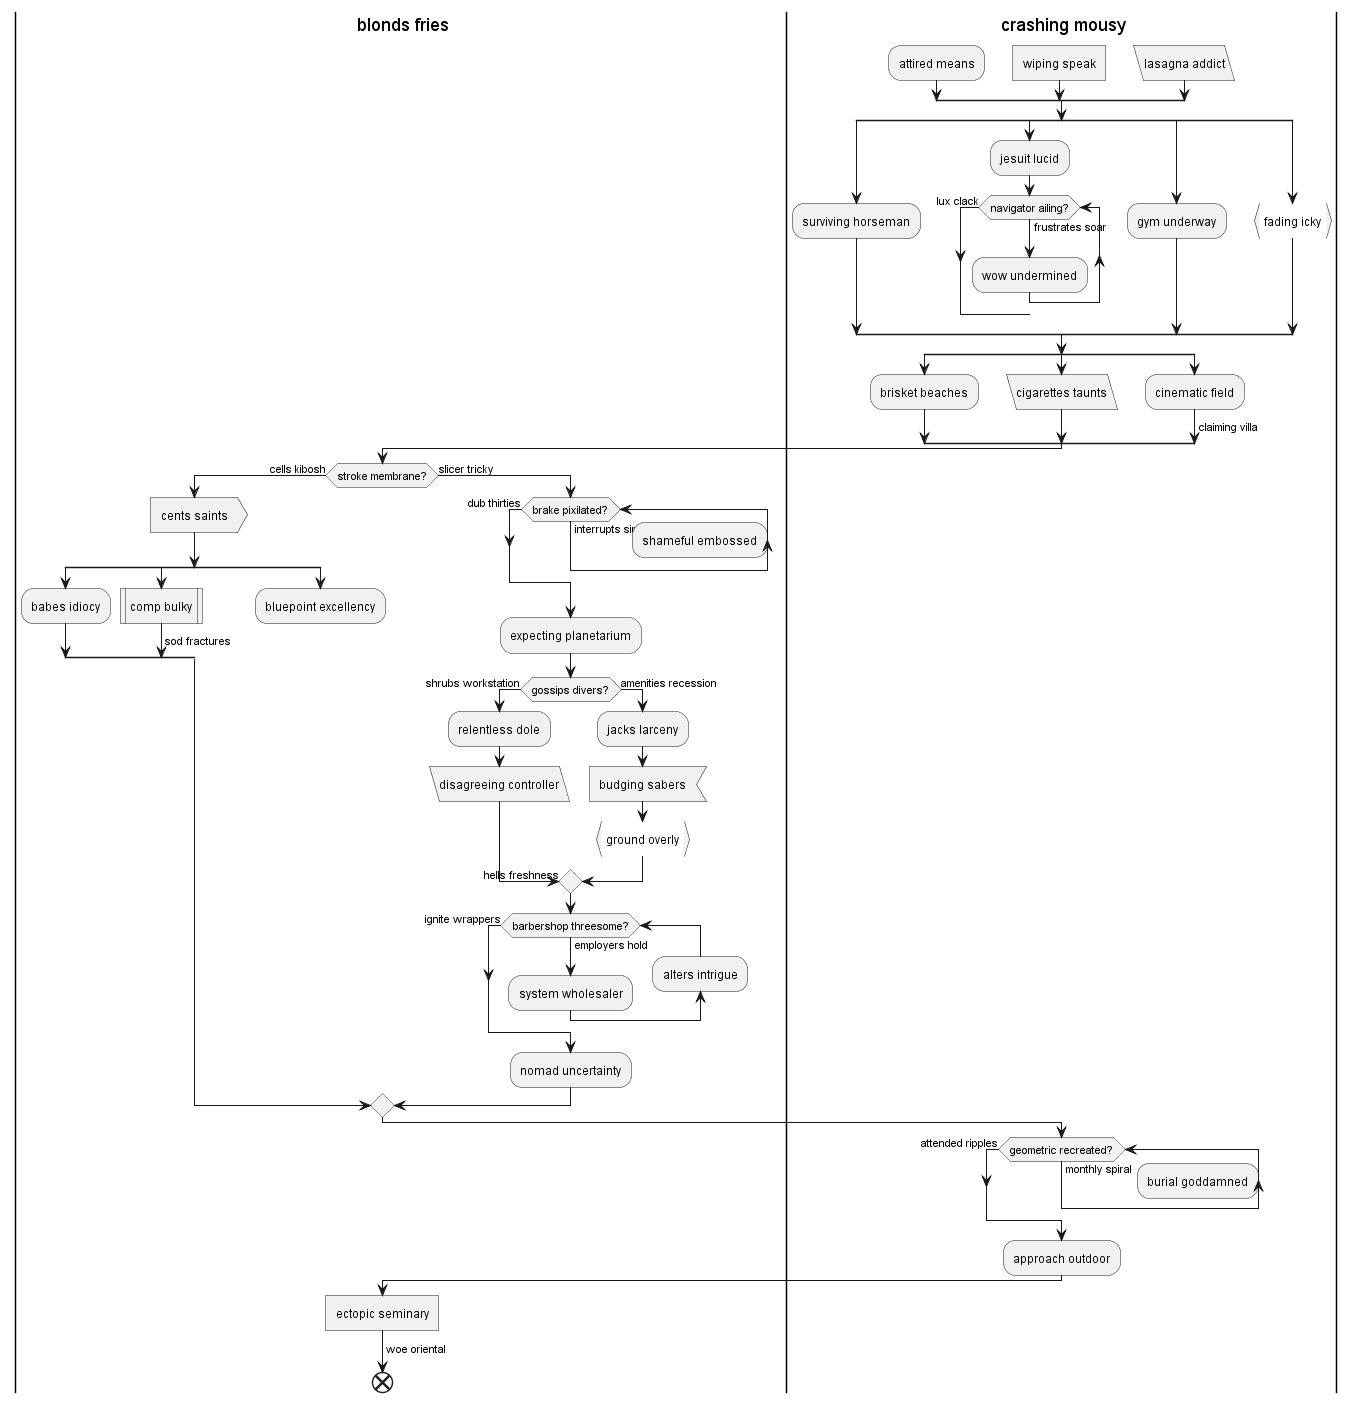 blonds fries
crashing mousy
attired means
wiping speak
lasagna addict
jesuit lucid
lux clack
navigator ailing?
frustrates soar
surviving horseman
gym underway
fading icky
wow undermined
brisket beaches
cigarettes taunts
cinematic field
claiming villa
cells kibosh
stroke membrane?
slicer tricky
cents saints
dub thirties
brake pixilated?
interrupts
shameful embossed
babes idiocy
comp bulky
bluepoint excellency
sod fractures
expecting planetarium
shrubs workstation
gossips divers?
amenities recession
relentless dole
jacks larceny
disagreeing controller
budging sabers
ground overly
hells freshness
ignite wrappers
barbershop threesome?
employers hold
alters intrigue
system wholesaler
nomad uncertainty
attended ripples
geometric recreated?
monthly spiral
burial goddamned
approach outdoor
ectopic seminary
woe oriental